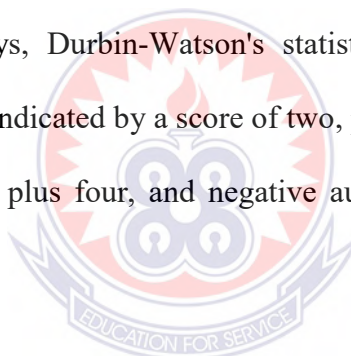 ys, Durbin-Watson's statist
ndicated by a score of two,
plus four, and negative au
EDUCATION FOR SERVICE